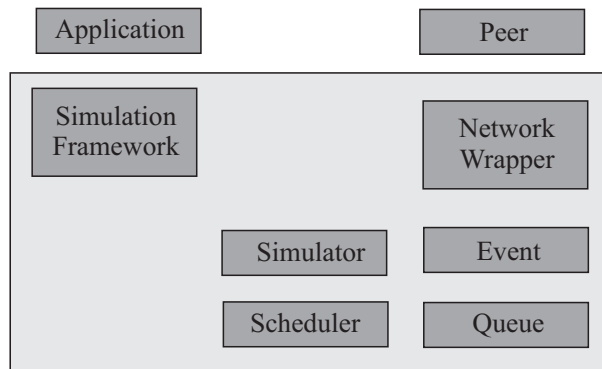 Application
Peer
Simulation
Framework
Network
Wrapper
Simulator
Event
Scheduler
Queue